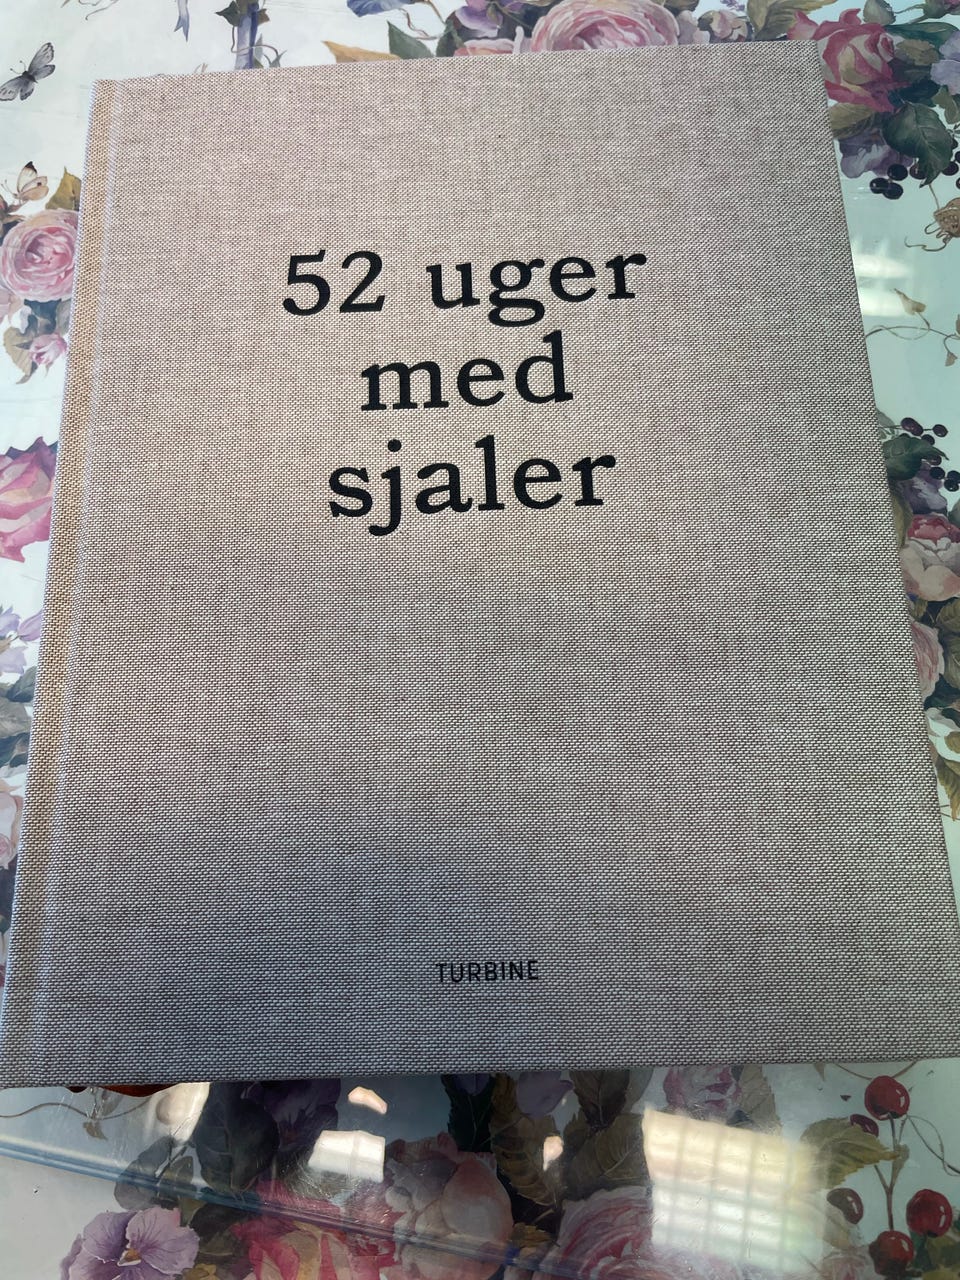 52 uger
med
sjaler
TURBINE